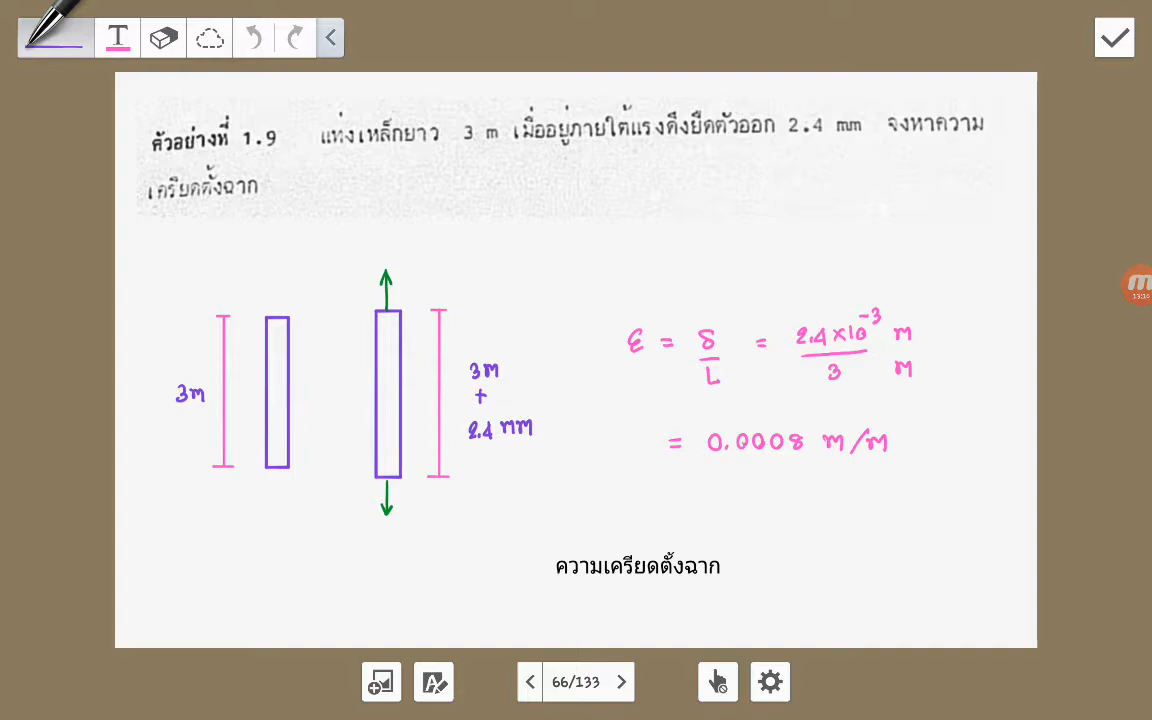 T
ตัวอย่างที่ 1.9 แท่งเหล็กยาว 3 m เมื่ออยู่ภายใต้แรงดึงยืดตัวออก 2.4 mm จงหาความ
เครียดตั้งฉาก
3m
3m
+
2.4 mm
ε = δ/L = 2.4×10⁻³ m / 3 m
= 0.0008 m/m
ความเครียดตั้งฉาก
13:14
66/133